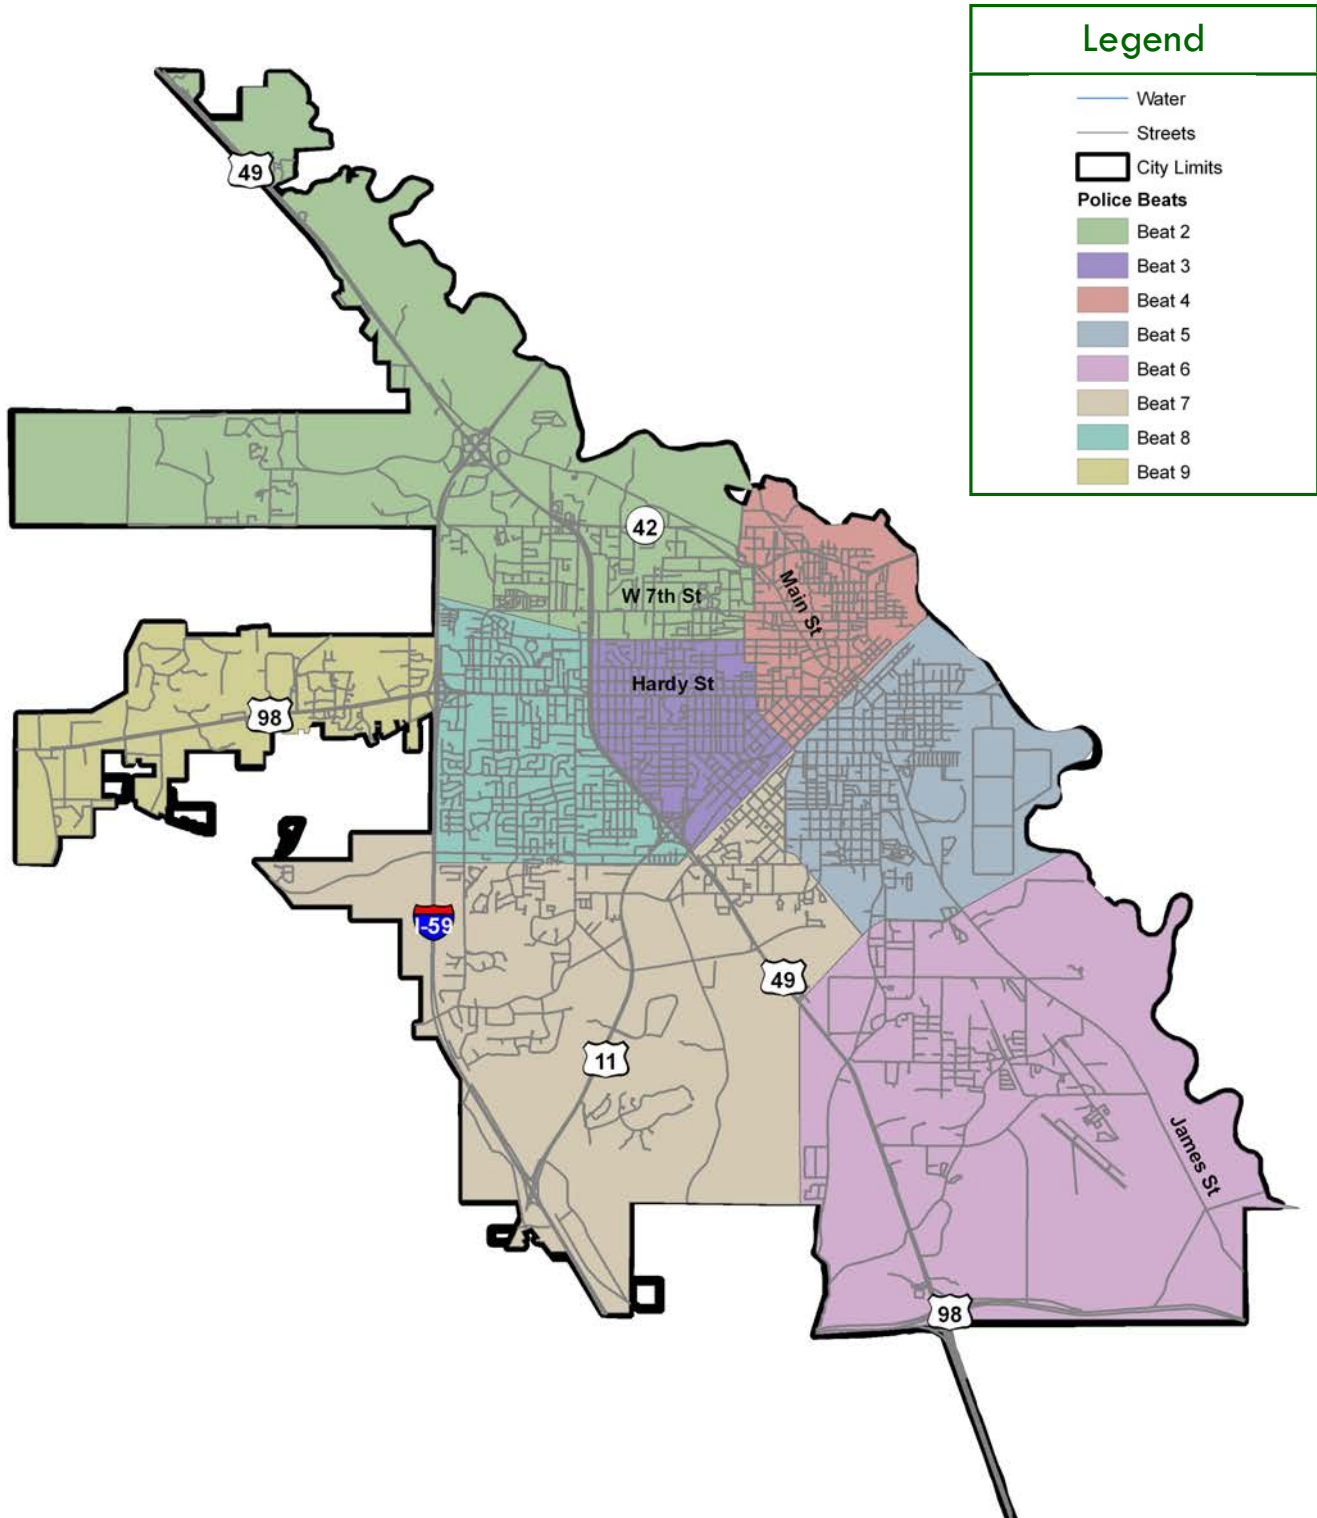 Legend
Water
Streets
City Limits
Police Beats
Beat 2
Beat 3
Beat 4
Beat 5
Beat 6
Beat 7
Beat 8
Beat 9
49
42
W 7th St
Main St
Hardy St
98
I-59
49
11
James St
98